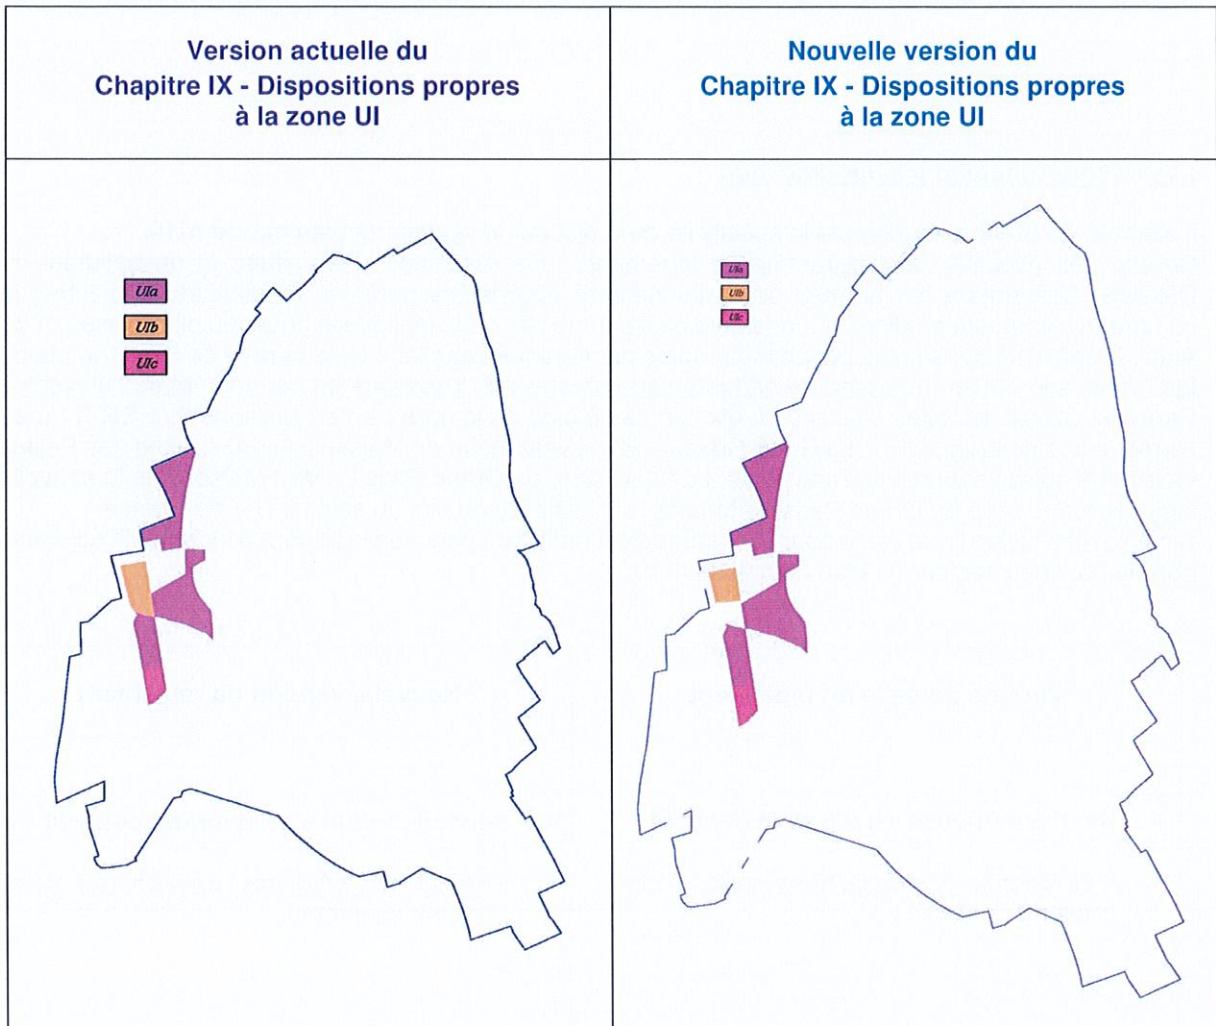 Version actuelle du
Chapitre IX - Dispositions propres
à la zone UI
Nouvelle version du
Chapitre IX - Dispositions propres
à la zone UI
UIa
UIb
UIc
UIa
UIb
UIc